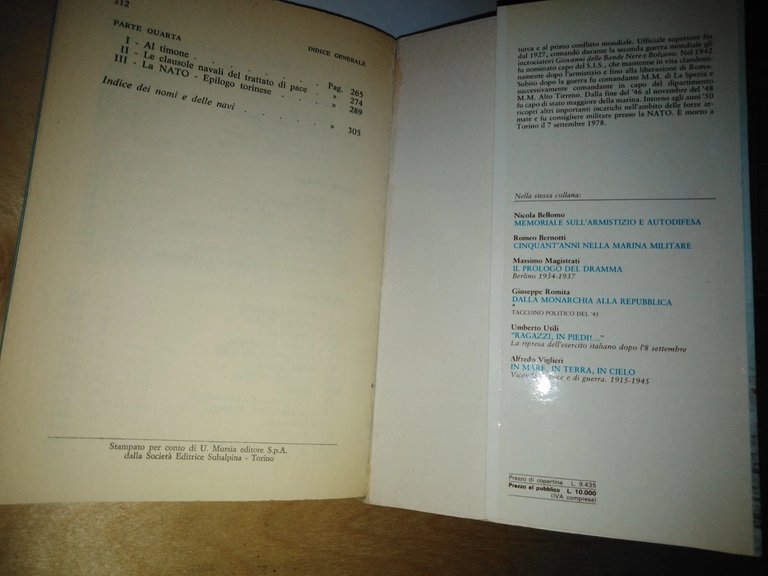 312
INDICE GENERALE
PARTE QUARTA
I - Al timone . . . . . . Pag. 265
II - Le clausole navali del trattato di pace . . » 274
III - La NATO - Epilogo torinese . . . . » 289
Indice dei nomi e delle navi . . . . . » 305
Stampato per conto di U. Mursia editore S.p.A.
dalla Società Editrice Subalpina - Torino
turca e al primo conflitto mondiale. Ufficiale superiore fin
dal 1927, comandò durante la seconda guerra mondiale gli
incrociatori Giovanni delle Bande Nere e Bolzano. Nel 1942
fu nominato capo del S.I.S., che mantenne in vita clandesti-
namente dopo l'armistizio e fino alla liberazione di Roma.
Subito dopo la guerra fu comandante M.M. di La Spezia e
successivamente comandante in capo del dipartimento
M.M. Alto Tirreno. Dalla fine del '46 al novembre del '48
fu capo di stato maggiore della marina. Intorno agli anni '50
ricoprì altri importanti incarichi nell'ambito delle forze ar-
mate e fu consigliere militare presso la NATO. È morto a
Torino il 7 settembre 1978.
Nella stessa collana:
Nicola Bellomo
MEMORIALE SULL'ARMISTIZIO E AUTODIFESA
Romeo Bernotti
CINQUANT'ANNI NELLA MARINA MILITARE
Massimo Magistrati
IL PROLOGO DEL DRAMMA
Berlino 1934-1937
Giuseppe Romita
DALLA MONARCHIA ALLA REPUBBLICA
*
TACCUINO POLITICO DEL '45
Umberto Utili
"RAGAZZI, IN PIEDI!..."
La ripresa dell'esercito italiano dopo l'8 settembre
Alfredo Viglieri
IN MARE, IN TERRA, IN CIELO
Vicende di pace e di guerra. 1915-1945
Prezzo di copertina L. 9.435
Prezzo al pubblico L. 10.000
(IVA compresa)